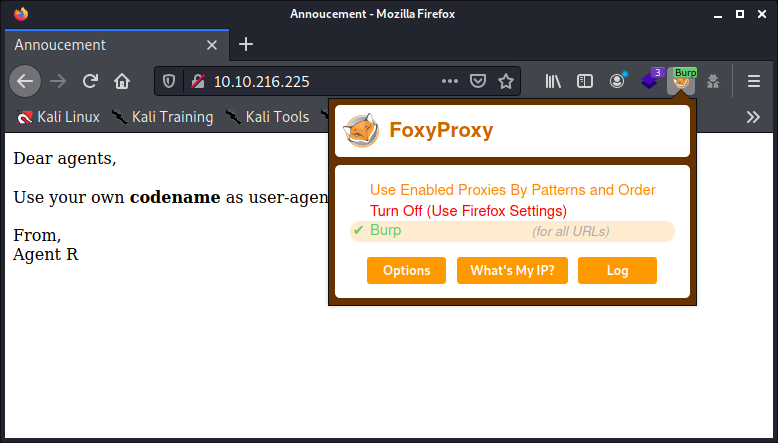 Annoucement - Mozilla Firefox
Annoucement
10.10.216.225
3
Burp
Kali Linux
Kali Training
Kali Tools
Dear agents,
Use your own codename as user-agen
From,
Agent R
FoxyProxy
Use Enabled Proxies By Patterns and Order
Turn Off (Use Firefox Settings)
Burp (for all URLs)
Options What's My IP? Log